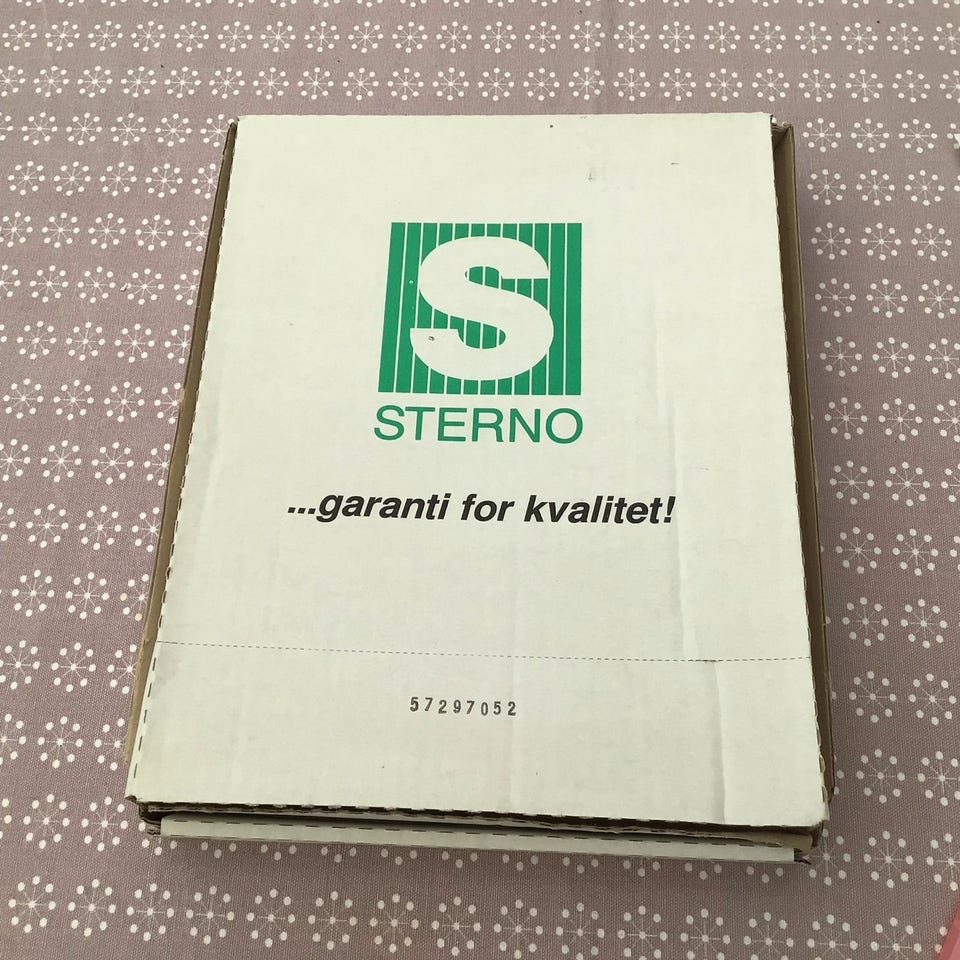 S
STERNO
...garanti for kvalitet!
57297052